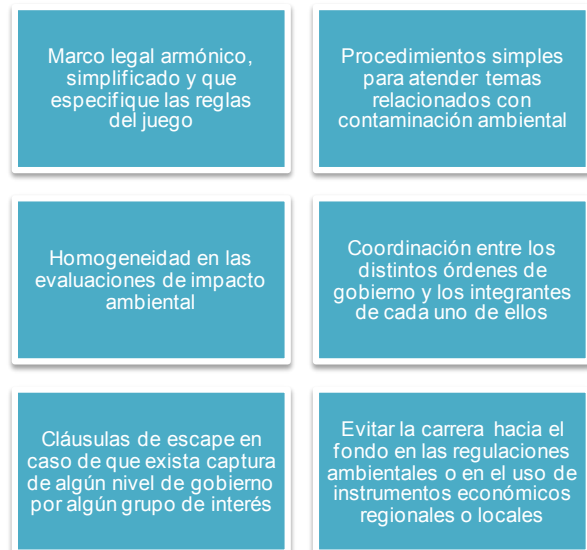 Marco legal armónico,
simplificado y que
especifique las reglas
del juego
Procedimientos simples
para atender temas
relacionados con
contaminación ambiental
Homogeneidad en las
evaluaciones de impacto
ambiental
Coordinación entre los
distintos órdenes de
gobierno y los integrantes
de cada uno de ellos
Cláusulas de escape en
caso de que exista captura
de algún nivel de gobierno
por algún grupo de interés
Evitar la carrera hacia el
fondo en las regulaciones
ambientales o en el uso de
instrumentos económicos
regionales o locales